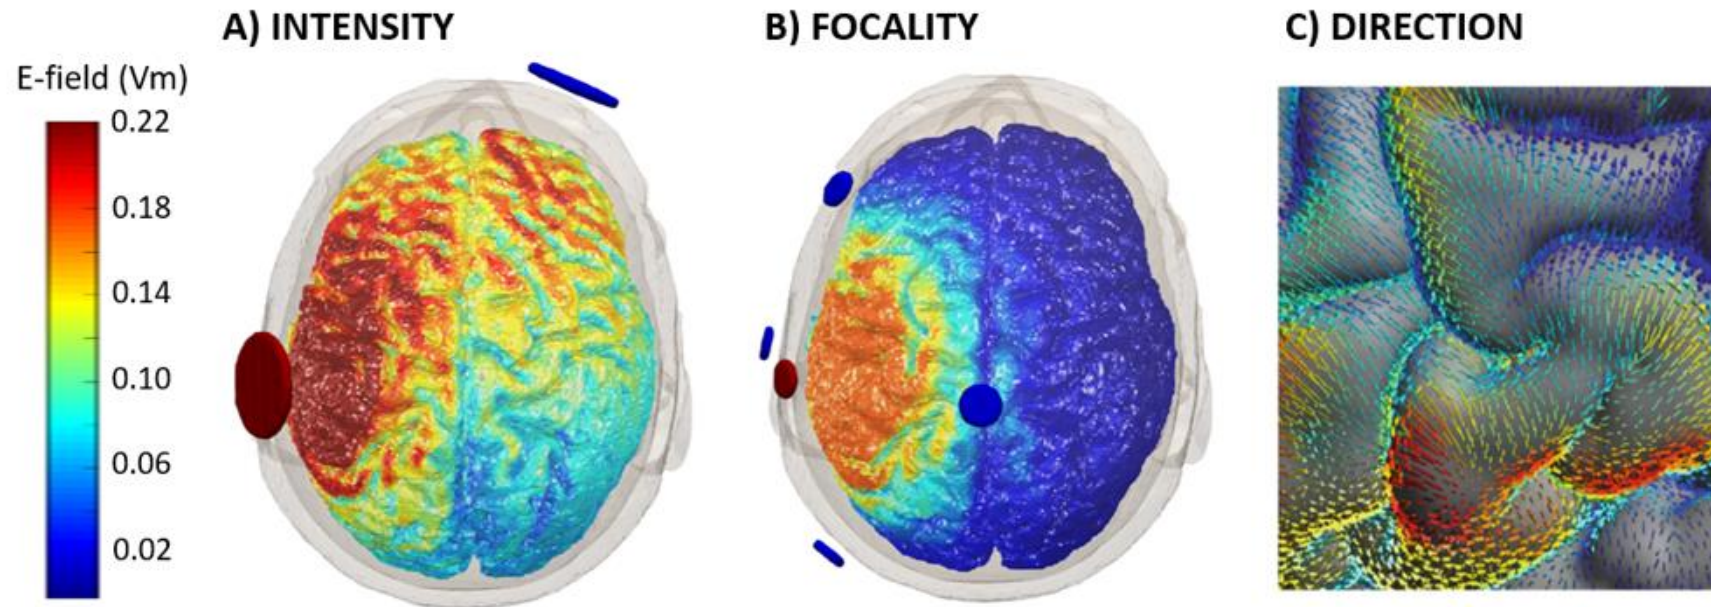 A) INTENSITY
B) FOCALITY
C) DIRECTION
E-field (Vm)
0.22
0.18
0.14
0.10
0.06
0.02